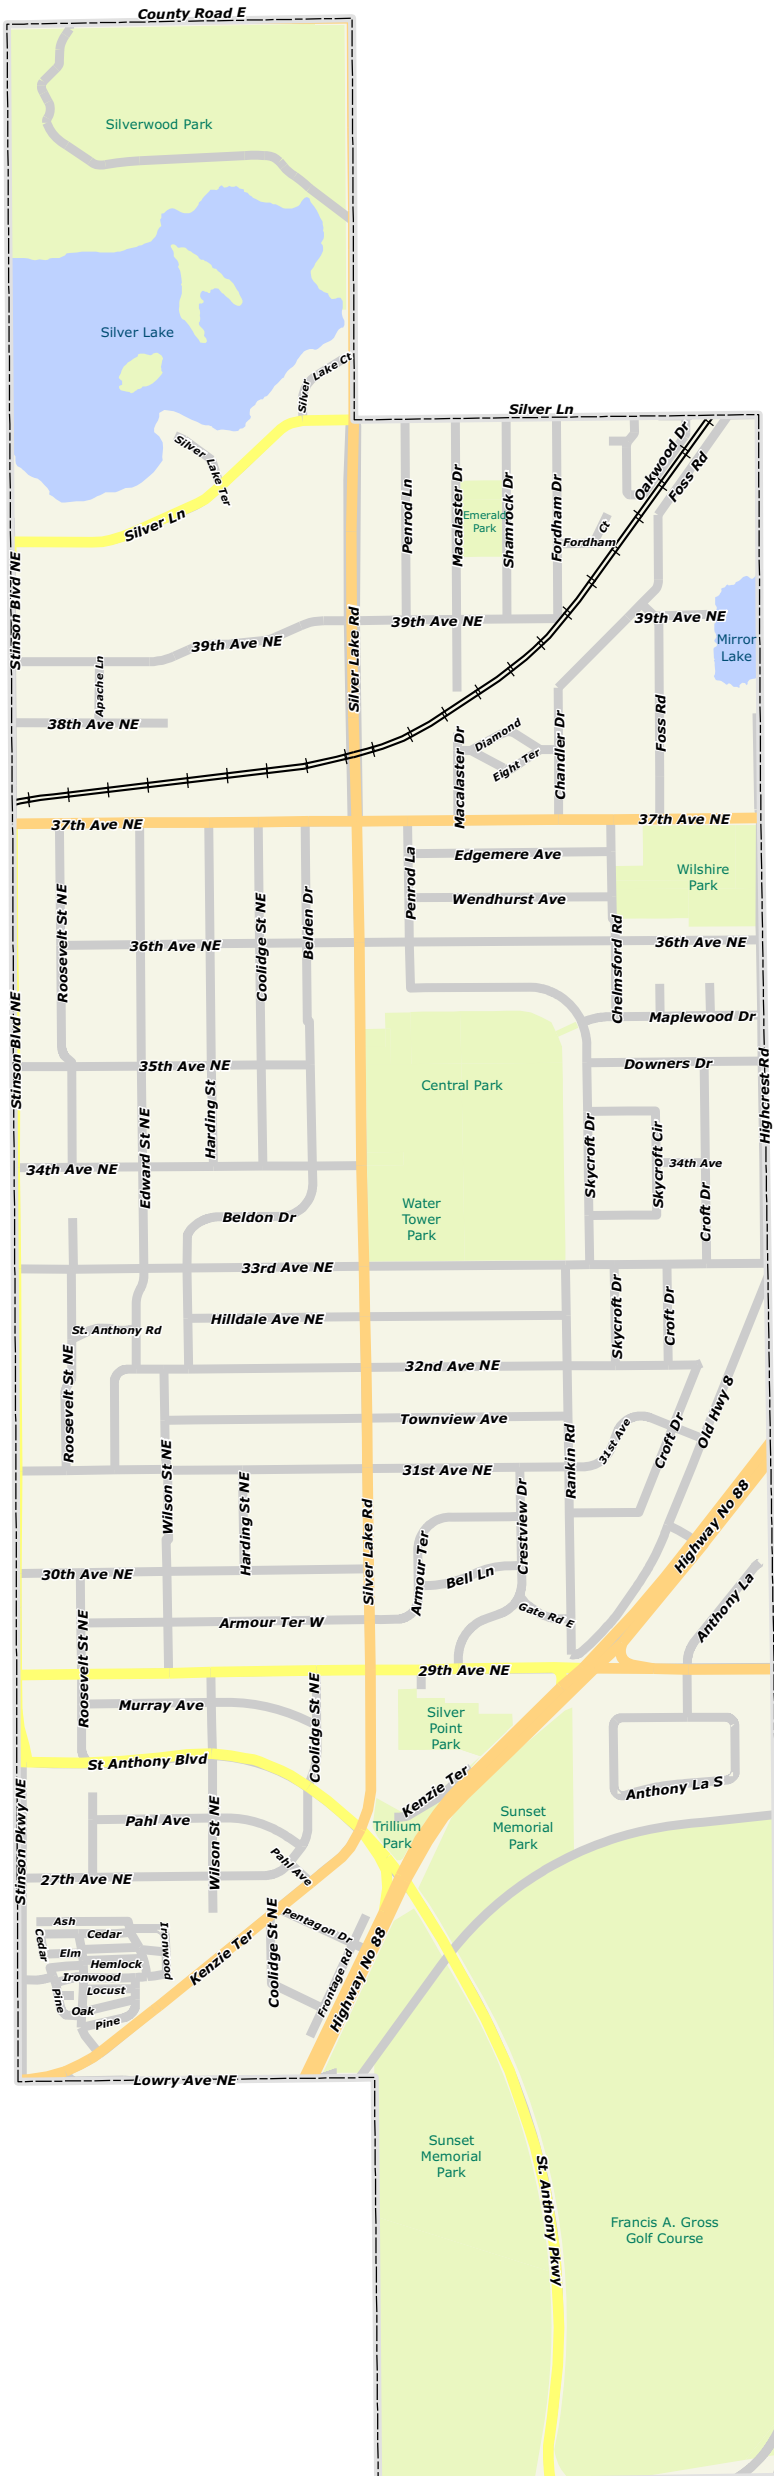 County Road E
Silverwood Park
Silver Lake
Silver
Lake Ct
Silver Ln
Silver
Lake Ter
Silver Ln
Penrod Ln
Macalaster Dr
Emerald
Park
Shamrock Dr
Fordham Dr
Fordham
Ct
Oakwood Dr
Foss Rd
Stinson Blvd NE
39th Ave NE
Silver Lake Rd
39th Ave NE
39th Ave NE
Mirror
Lake
Apache Ln
38th Ave NE
Macalaster Dr
Diamond
Eight Ter
Chandler Dr
Foss Rd
37th Ave NE
37th Ave NE
Roosevelt St NE
Coolidge St NE
Belden Dr
Penrod La
Edgemere Ave
Wendhurst Ave
Wilshire
Park
Chelmsford Rd
36th Ave NE
36th Ave NE
Stinson Blvd NE
Maplewood Dr
35th Ave NE
Downers Dr
Highcrest Rd
Harding St
Edward St NE
Central Park
Skycroft Dr
Skycroft Cir
34th Ave
Croft Dr
34th Ave NE
Water
Tower
Park
Beldon Dr
33rd Ave NE
Hilldale Ave NE
St. Anthony Rd
Skycroft Dr
Croft Dr
Roosevelt St NE
32nd Ave NE
Townview Ave
Rankin Rd
31st Ave
Croft Dr
Old Hwy 8
31st Ave NE
Wilson St NE
Harding St NE
Silver Lake Rd
Armour Ter
Crestview Dr
Highway No 88
30th Ave NE
Bell Ln
Gate Rd E
Anthony La
Roosevelt St NE
Armour Ter W
29th Ave NE
Murray Ave
Coolidge St NE
Silver
Point
Park
St Anthony Blvd
Kenzie Ter
Anthony La S
Stinson Pkwy NE
Pahl Ave
Wilson St NE
Trillium
Park
Sunset
Memorial
Park
Pahl Ave
27th Ave NE
Ash
Cedar
Cedar
Elm
Hemlock
Ironwood
Ironwood
Locust
Pine
Oak
Pine
Kenzie Ter
Coolidge St NE
Pentagon Dr
Frontage Rd
Highway No 88
Lowry Ave NE
Sunset
Memorial
Park
St. Anthony Pkwy
Francis A. Gross
Golf Course